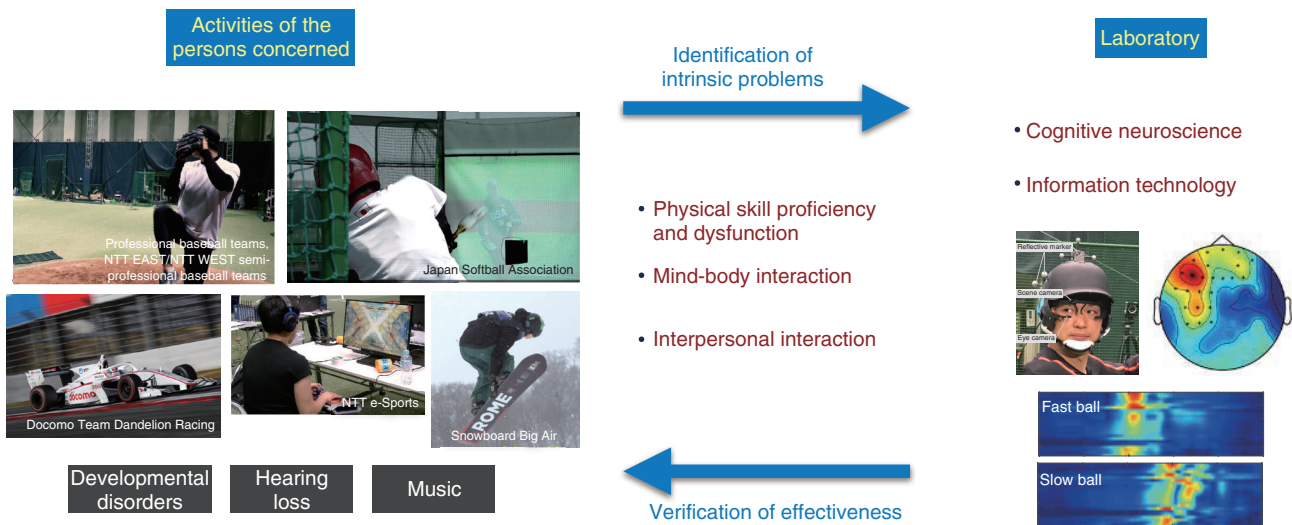 Activities of the
persons concerned
Professional baseball teams,
NTT EAST/NTT WEST semi-
professional baseball teams
USA
Japan Softball Association
docomo
Docomo Team Dandelion Racing
NTT e-Sports
ROME
Snowboard Big Air
Developmental
disorders
Hearing
loss
Music
Identification of
intrinsic problems
• Physical skill proficiency
and dysfunction
• Mind-body interaction
• Interpersonal interaction
Verification of effectiveness
Laboratory
• Cognitive neuroscience
• Information technology
Reflective marker
Scene camera
Eye camera
Fast ball
Slow ball